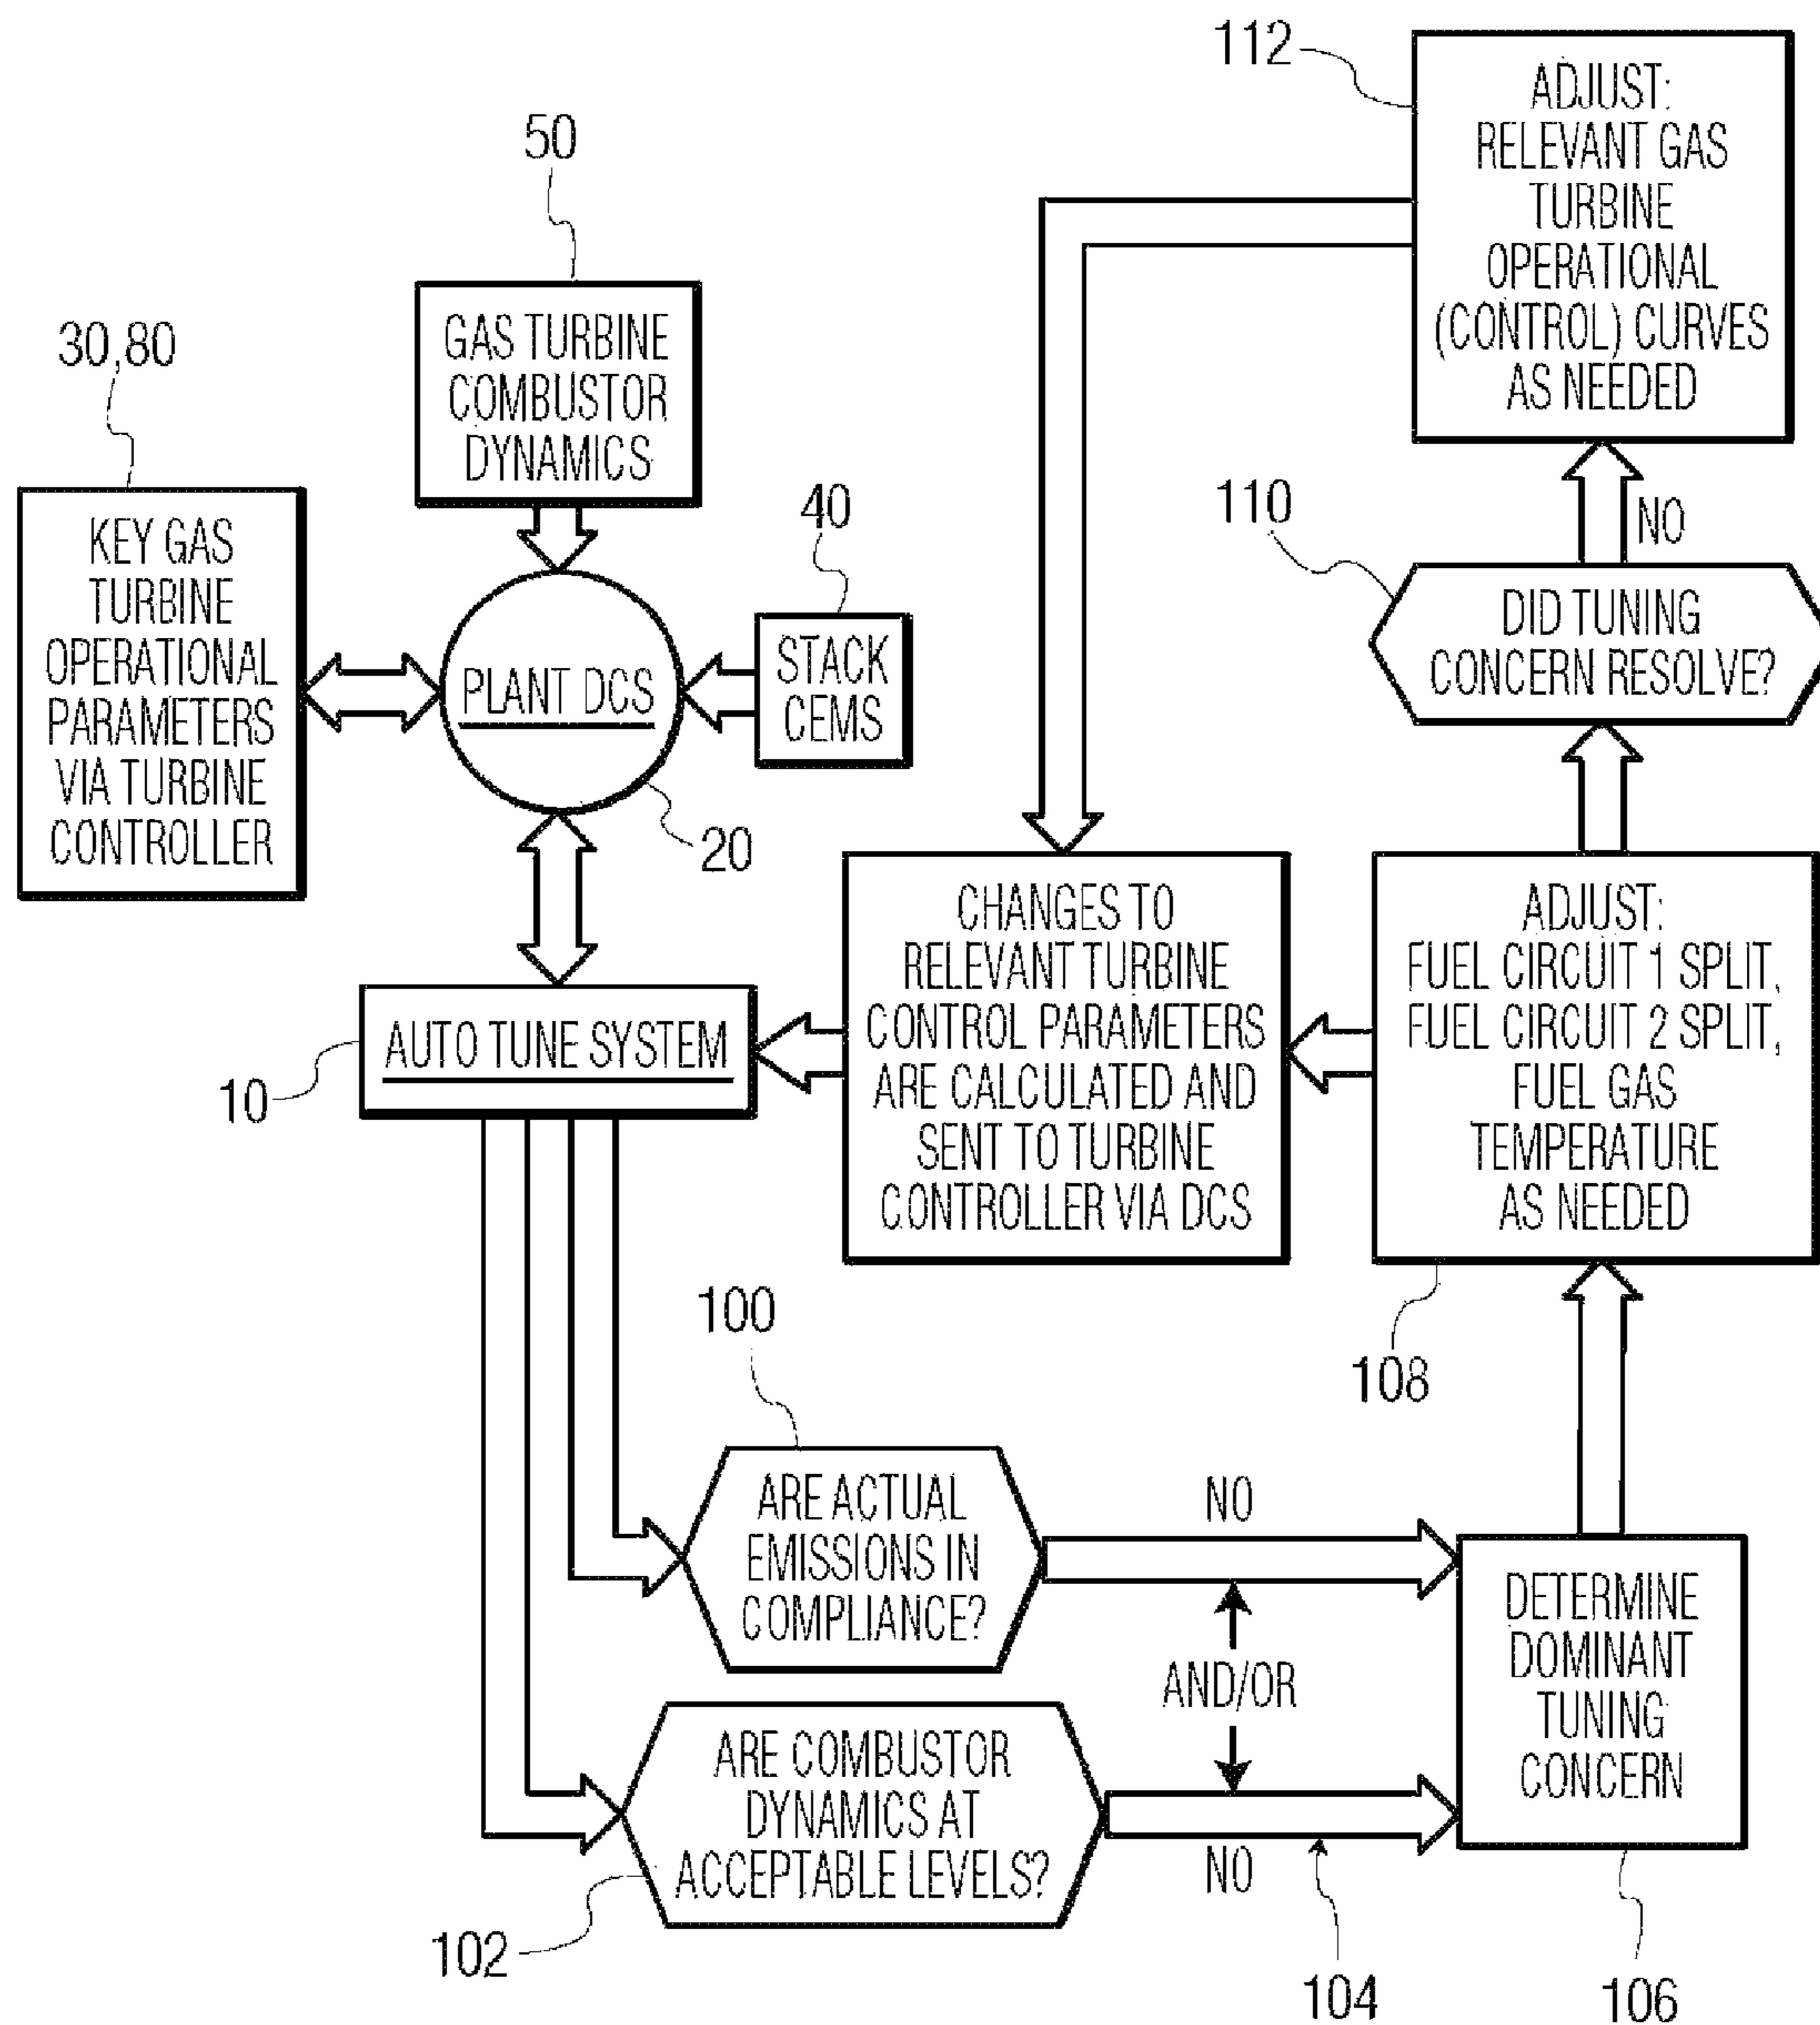 112
ADJUST:
RELEVANT GAS
TURBINE
OPERATIONAL
(CONTROL) CURVES
AS NEEDED
50
GAS TURBINE
COMBUSTOR
DYNAMICS
30,80
KEY GAS
TURBINE
OPERATIONAL
PARAMETERS
VIA TURBINE
CONTROLLER
40
STACK
CEMS
PLANT DCS
20
110
NO
DID TUNING
CONCERN RESOLVE?
AUTO TUNE SYSTEM
10
CHANGES TO
RELEVANT TURBINE
CONTROL PARAMETERS
ARE CALCULATED AND
SENT TO TURBINE
CONTROLLER VIA DCS
ADJUST:
FUEL CIRCUIT 1 SPLIT,
FUEL CIRCUIT 2 SPLIT,
FUEL GAS
TEMPERATURE
AS NEEDED
108
100
ARE ACTUAL
EMISSIONS IN
COMPLIANCE?
NO
AND/OR
ARE COMBUSTOR
DYNAMICS AT
ACCEPTABLE LEVELS?
NO
102
104
DETERMINE
DOMINANT
TUNING
CONCERN
106